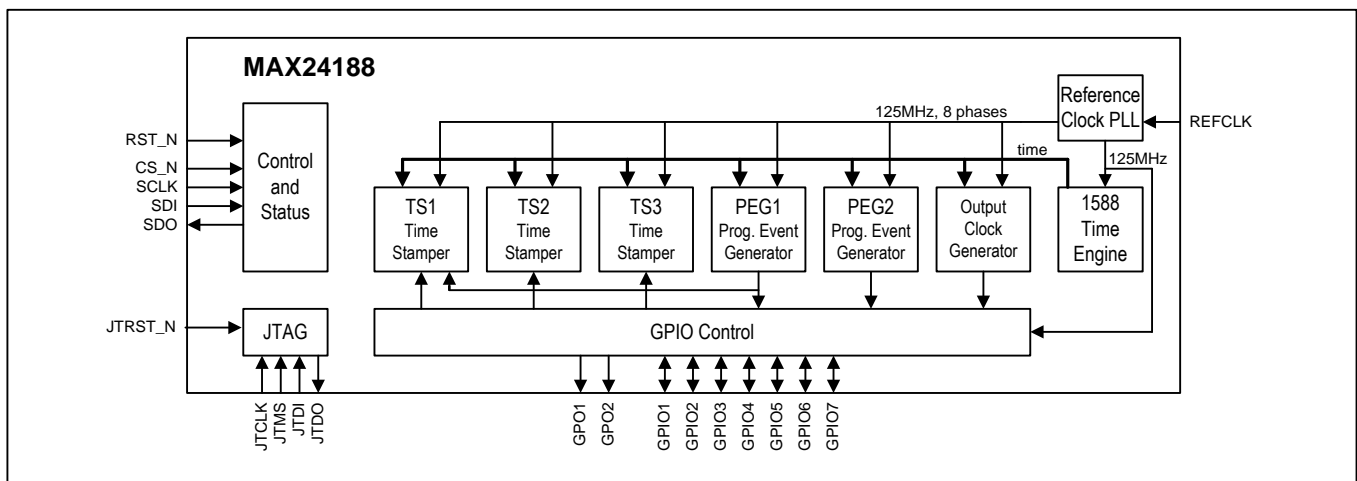 MAX24188
RST_N
CS_N
SCLK
SDI
SDO
Control
and
Status
125MHz, 8 phases
Reference
Clock PLL
REFCLK
time
125MHz
TS1
Time
Stamper
TS2
Time
Stamper
TS3
Time
Stamper
PEG1
Prog. Event
Generator
PEG2
Prog. Event
Generator
Output
Clock
Generator
1588
Time
Engine
JTRST_N
JTAG
GPIO Control
JTCLK
JTMS
JTDI
JTDO
GPO1
GPO2
GPIO1
GPIO2
GPIO3
GPIO4
GPIO5
GPIO6
GPIO7